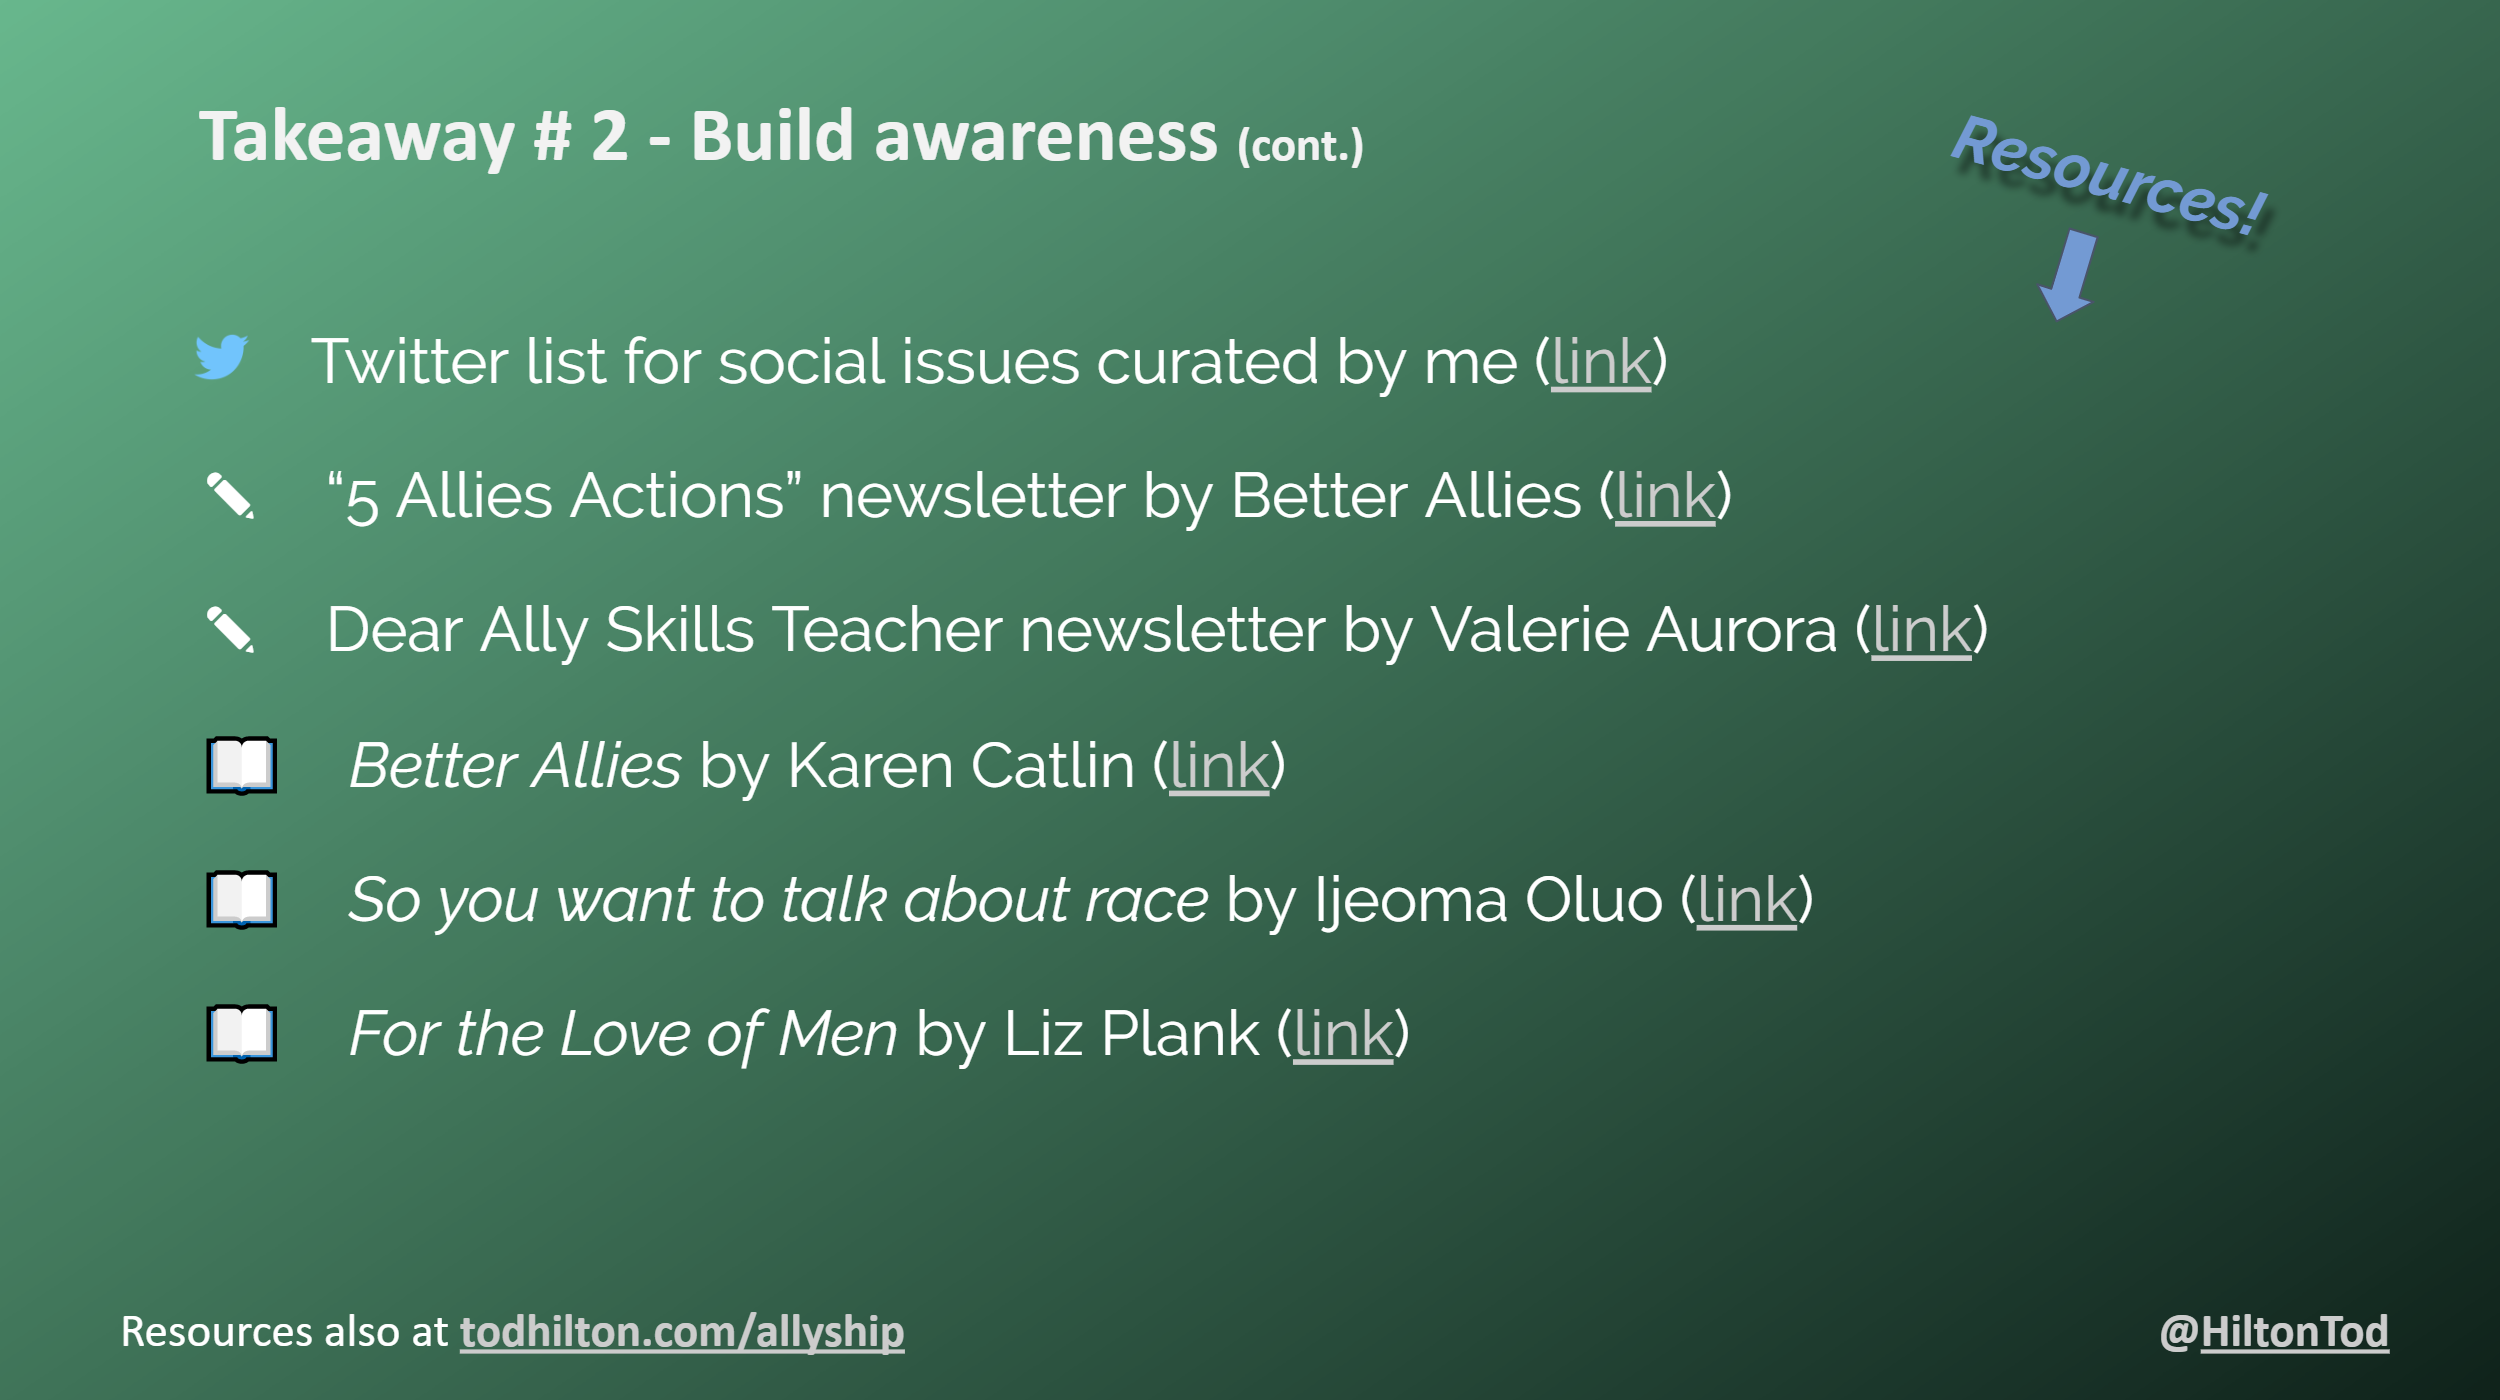 Takeaway # 2 - Build awareness (cont.)
Resources!
Twitter list for social issues curated by me (link)
“5 Allies Actions” newsletter by Better Allies (link)
Dear Ally Skills Teacher newsletter by Valerie Aurora (link)
Better Allies by Karen Catlin (link)
So you want to talk about race by Ijeoma Oluo (link)
For the Love of Men by Liz Plank (link)
Resources also at todhilton.com/allyship
@HiltonTod